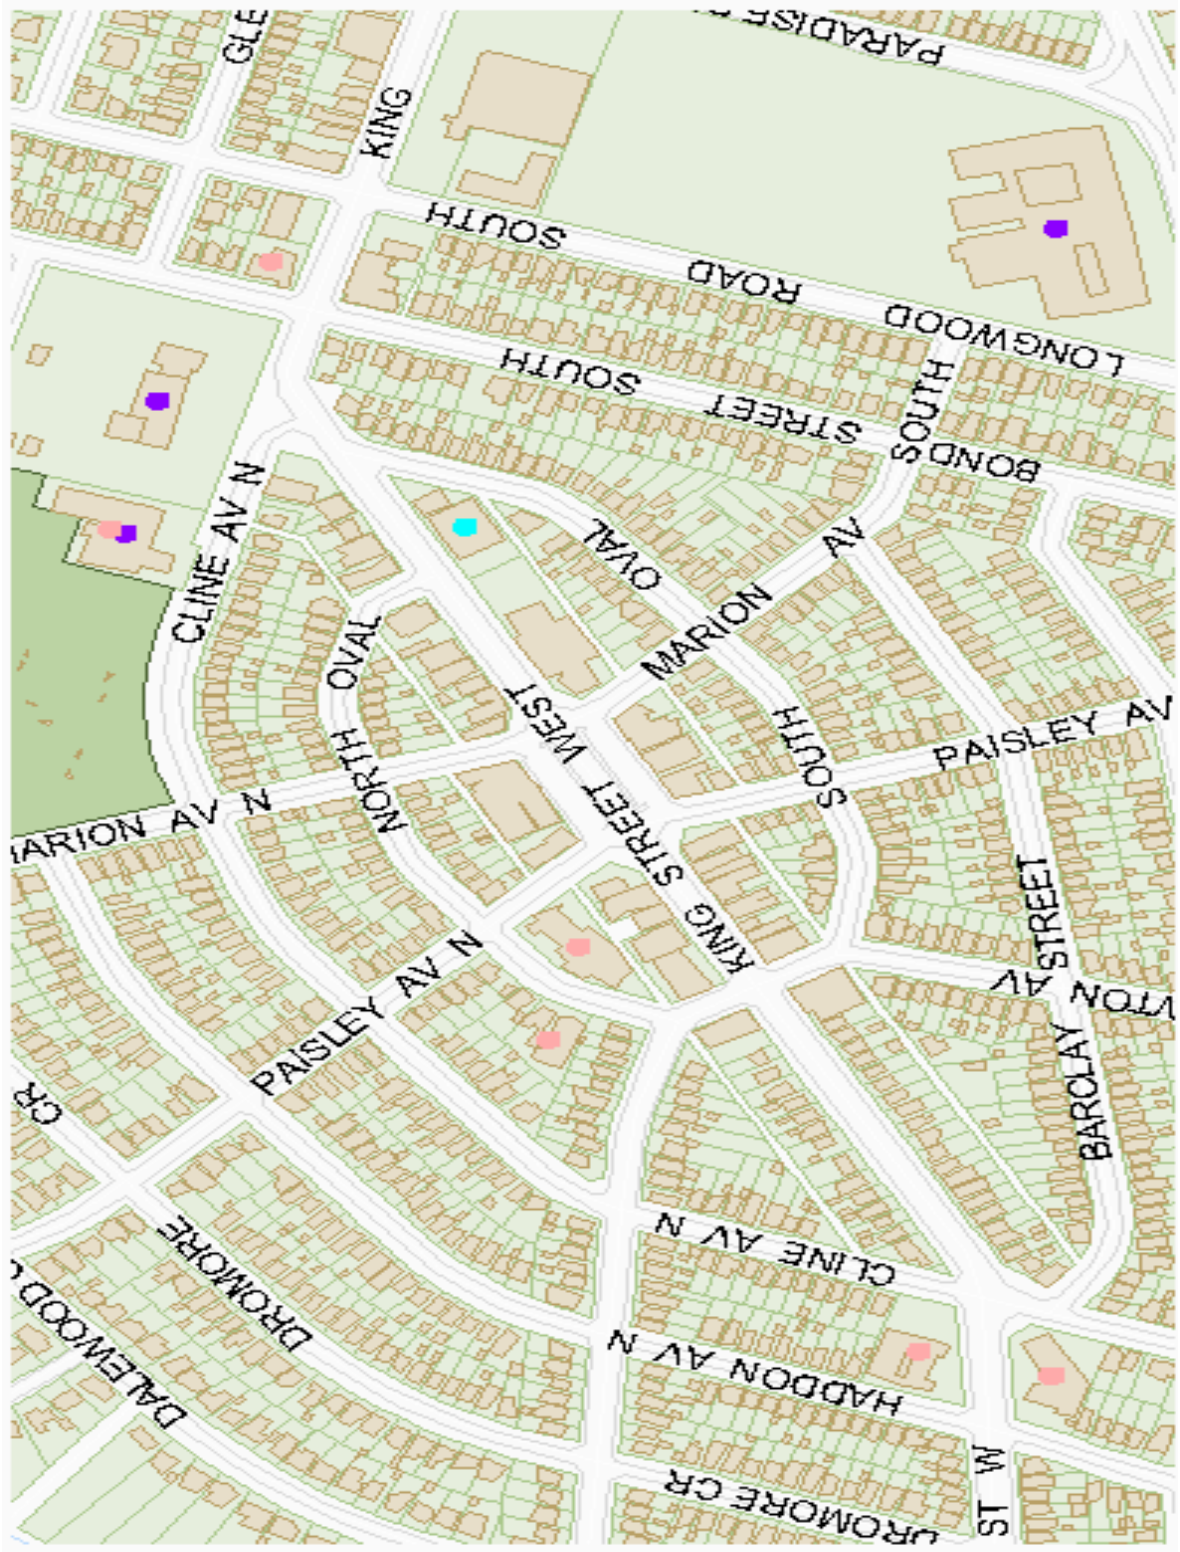 PARADISE
GLE
KING
SOUTH
ROAD
LONGWOOD
SOUTH
STREET
BOND
SOUTH
CLINE AV N
OVAL
AV
MARION
OVAL
WEST
NORTH
SOUTH
PAISLEY AV
STREET
ARION AV N
STREET
KING
PAISLEY AV N
AV
TON
BARCLAY
CR
CLINE AV N
DROMORE
DALEWOOD
HADDON AV N
ST W
DROMORE CR